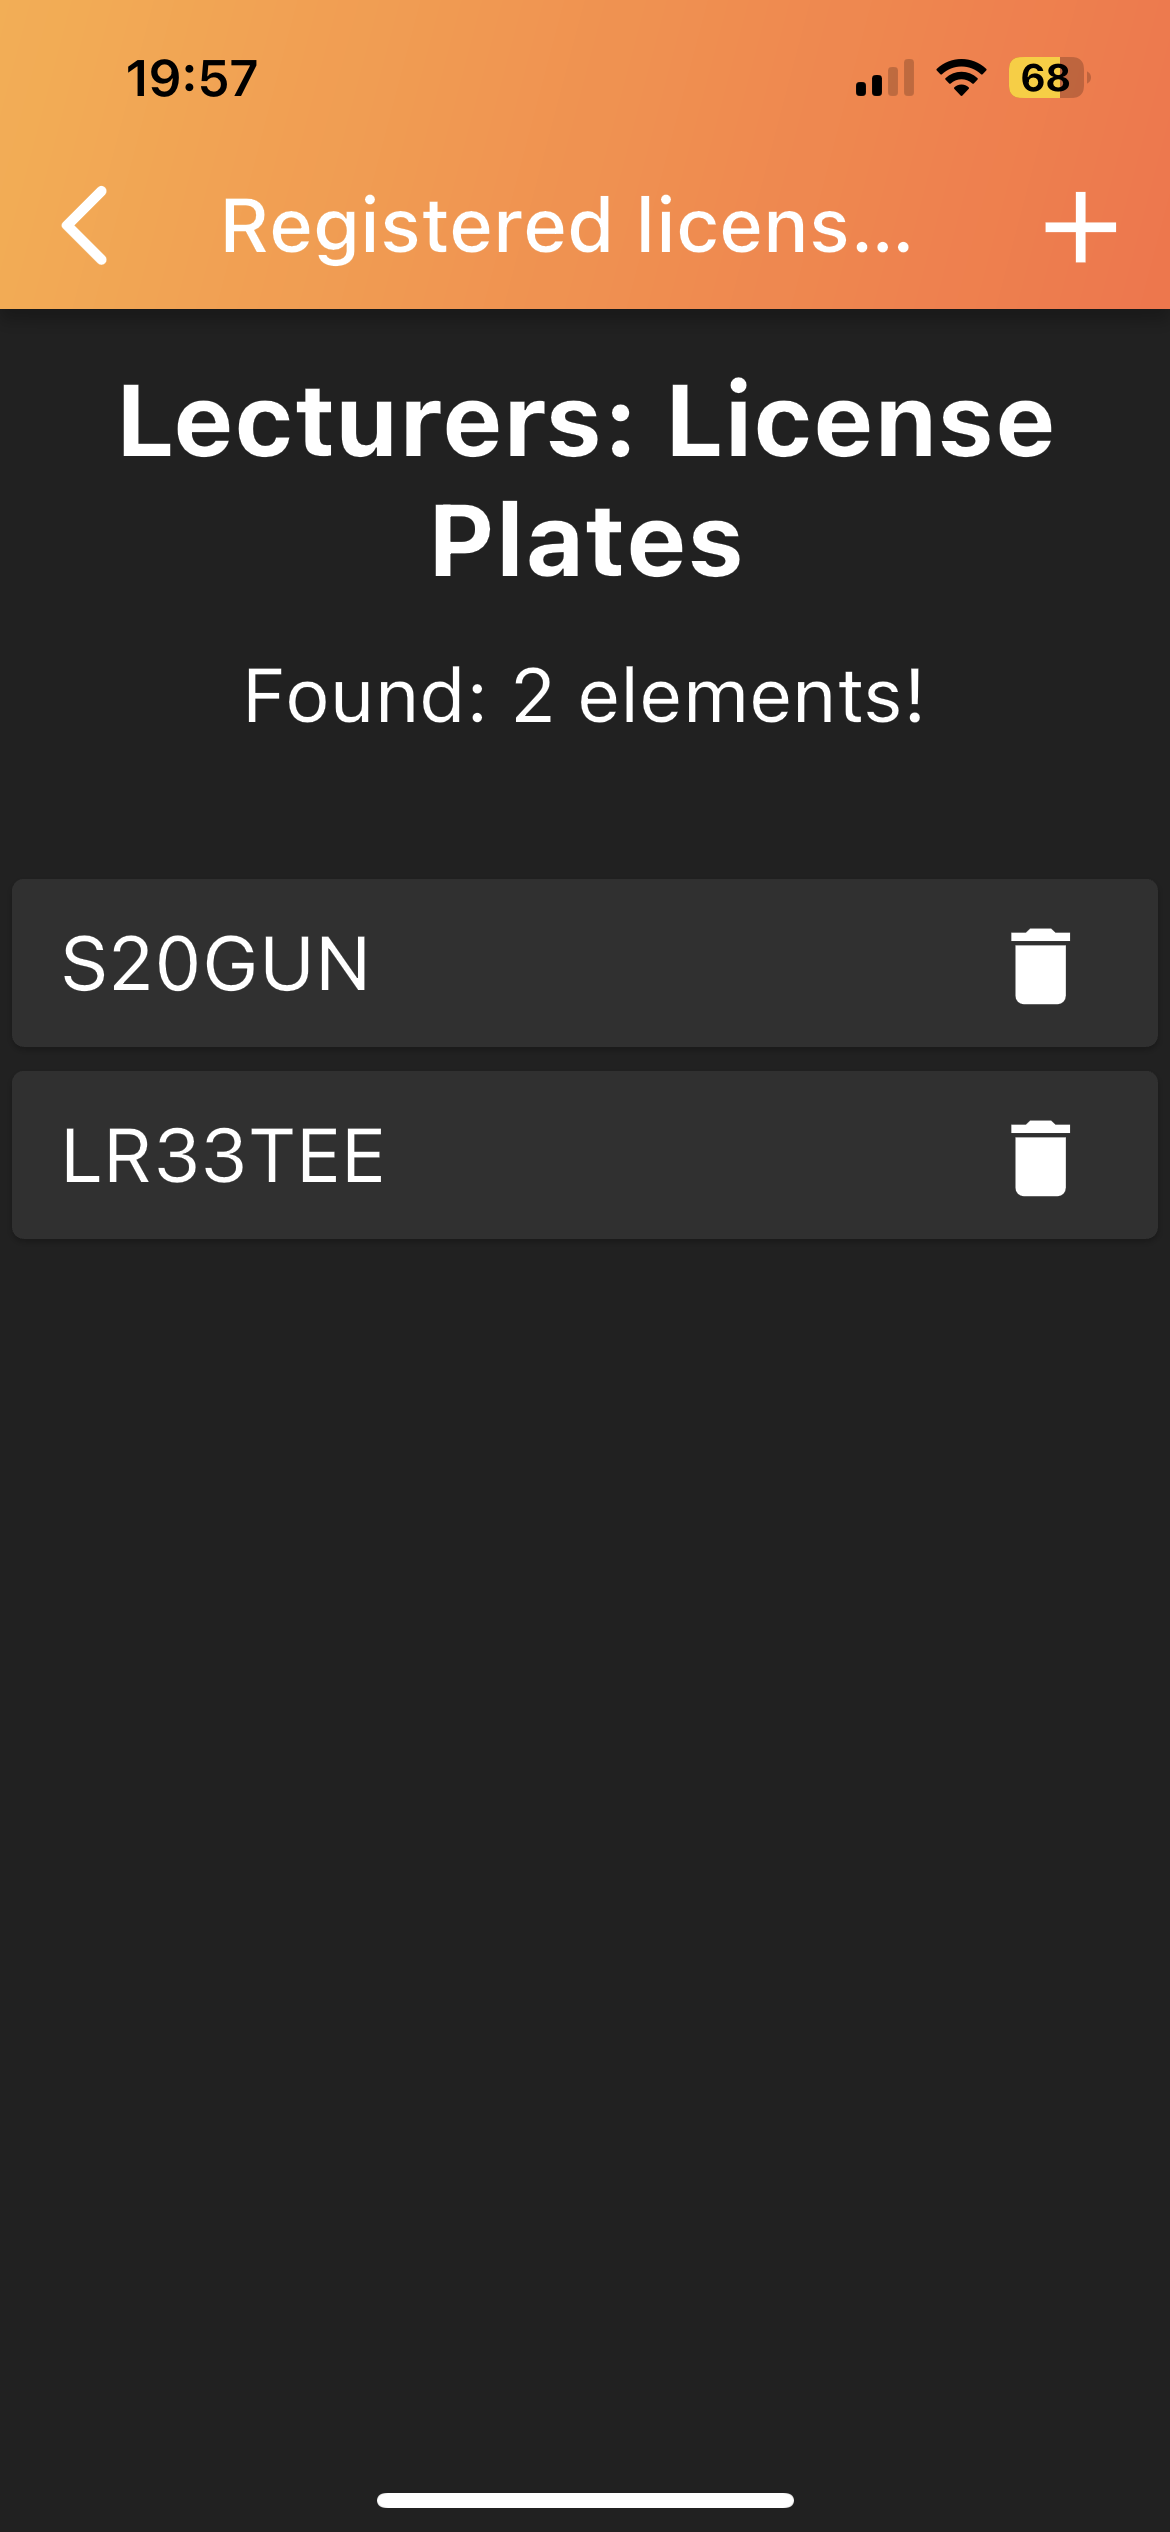 19:57
68
Registered licens...
Lecturers: License
Plates
Found: 2 elements!
S20GUN
LR33TEE